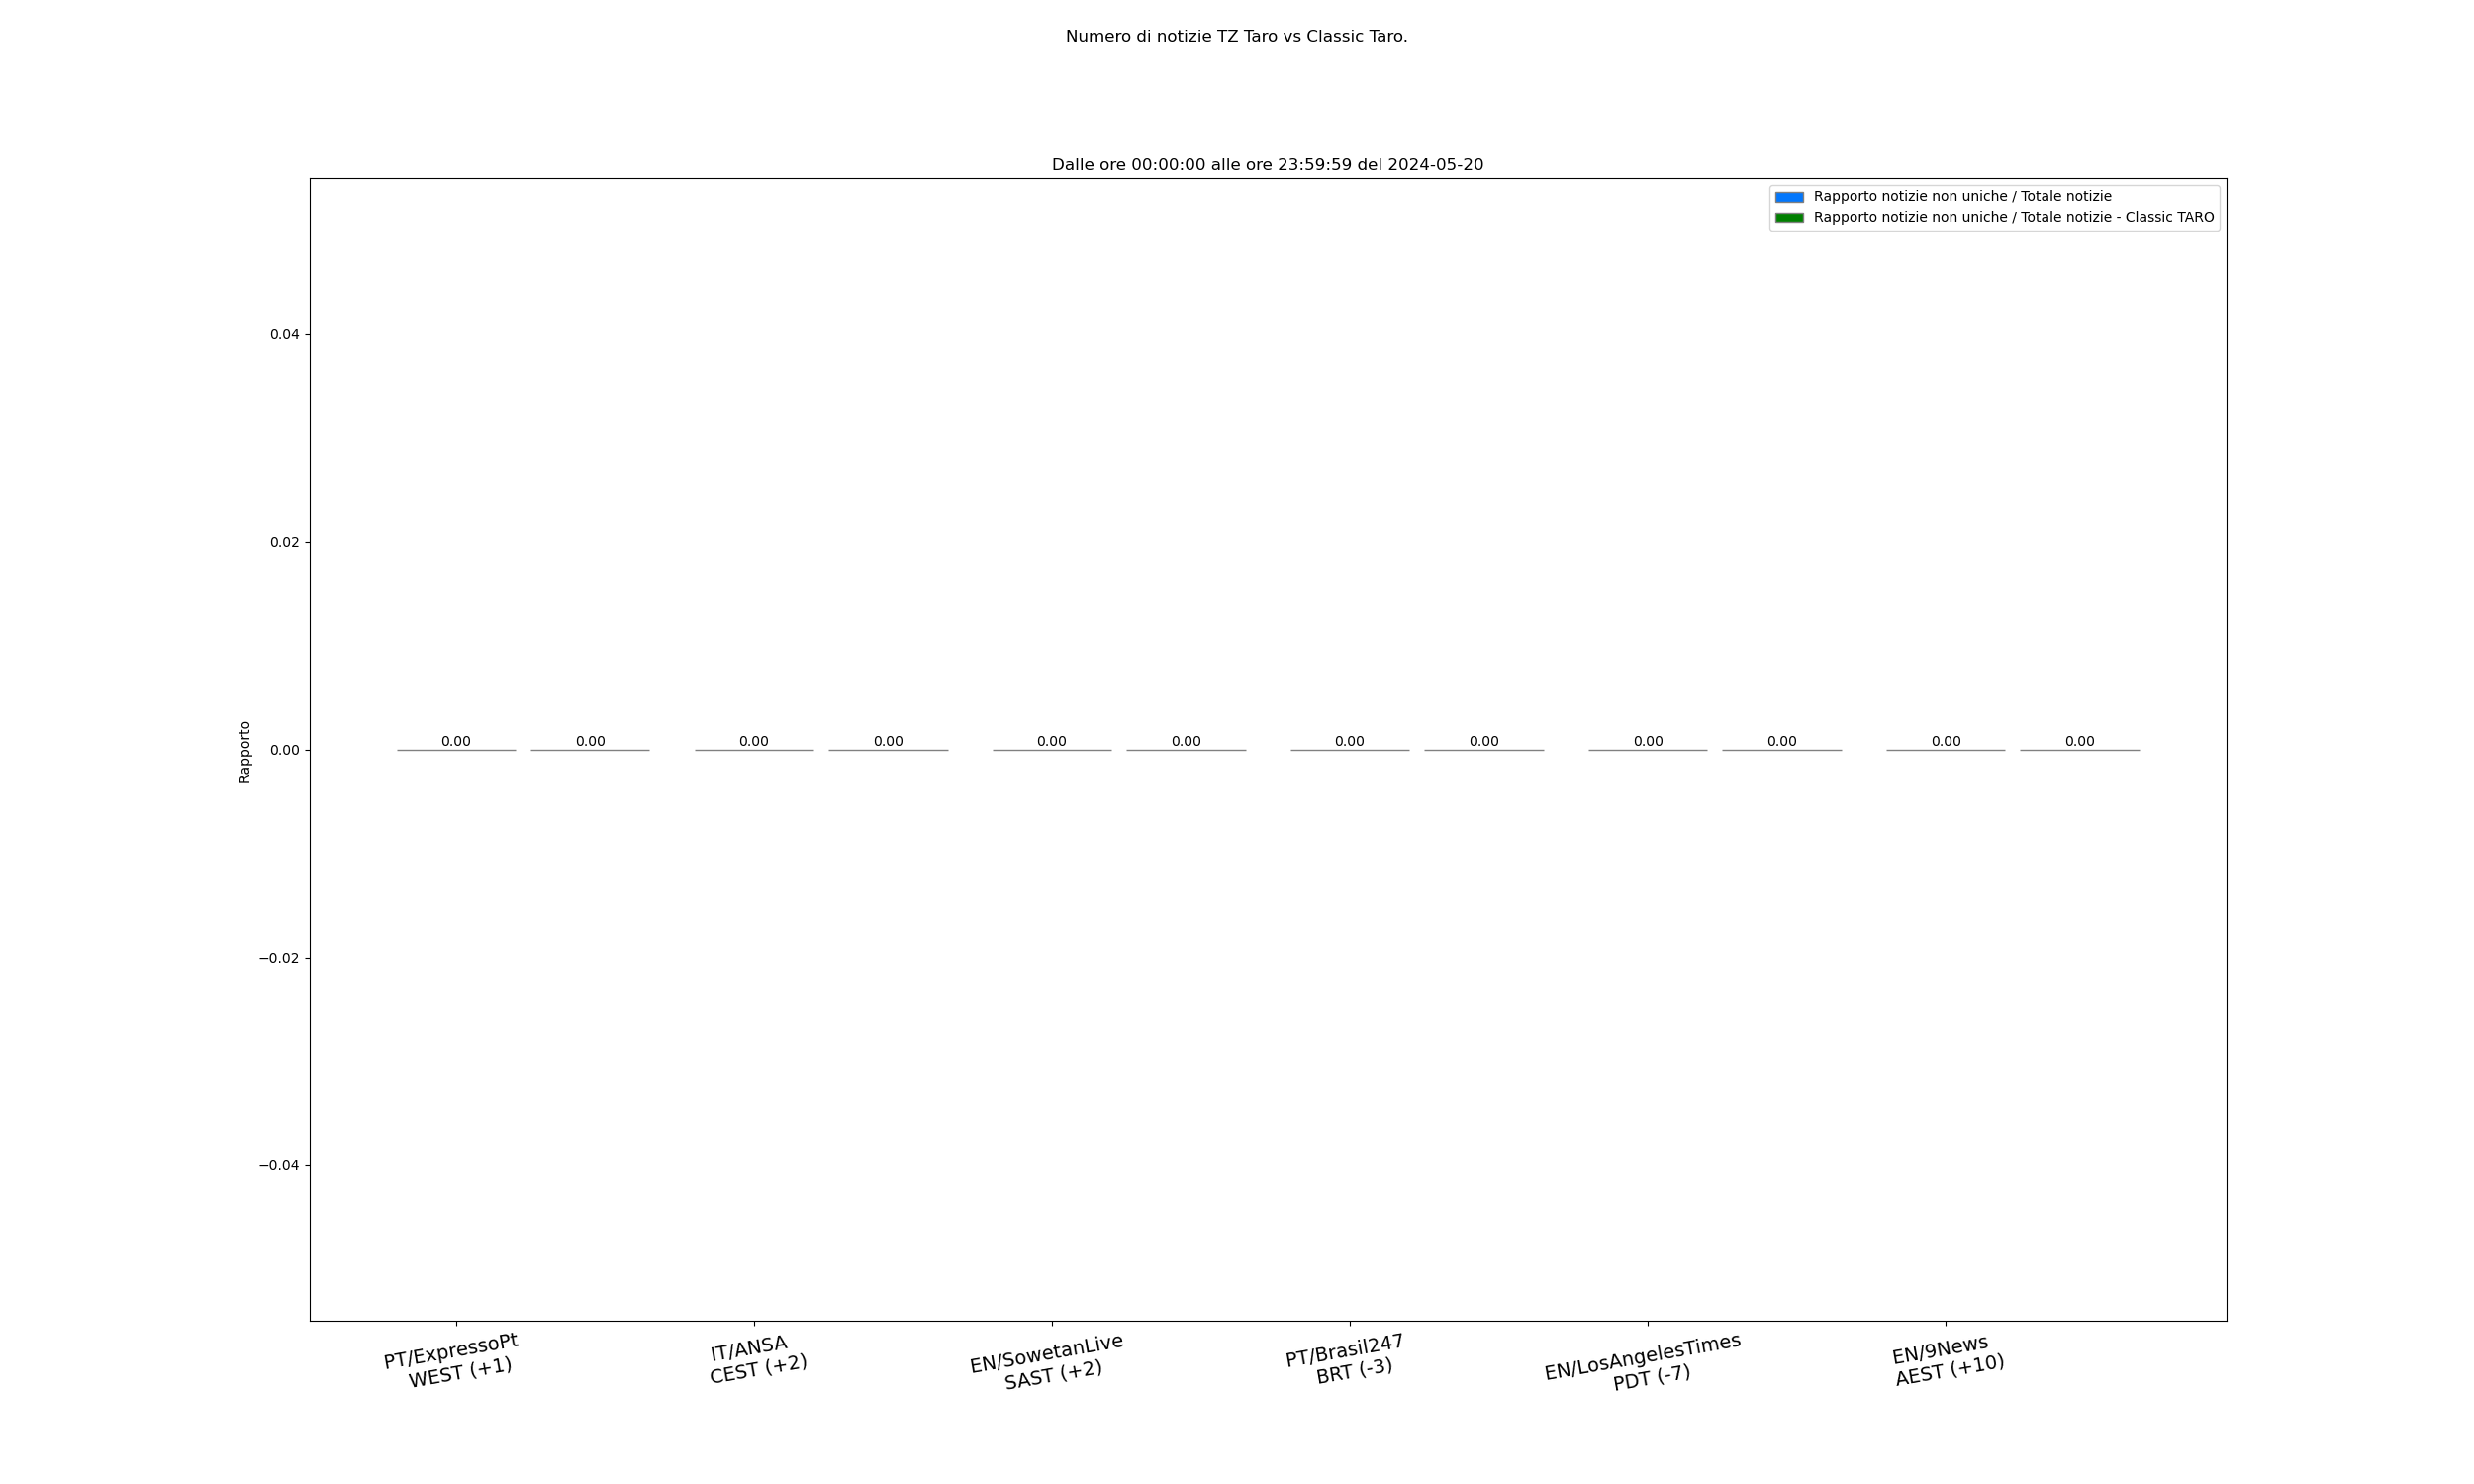 Numero di notizie TZ Taro vs Classic Taro.
Dalle ore 00:00:00 alle ore 23:59:59 del 2024-05-20
Rapporto notizie non uniche / Totale notizie
Rapporto notizie non uniche / Totale notizie - Classic TARO
0.04
0.02
0.00
−0.02
−0.04
Rapporto
0.00 0.00 0.00 0.00 0.00 0.00 0.00 0.00 0.00 0.00 0.00 0.00
PT/ExpressoPt
WEST (+1)
IT/ANSA
CEST (+2)
EN/SowetanLive
SAST (+2)
PT/Brasil247
BRT (-3)
EN/LosAngelesTimes
PDT (-7)
EN/9News
AEST (+10)